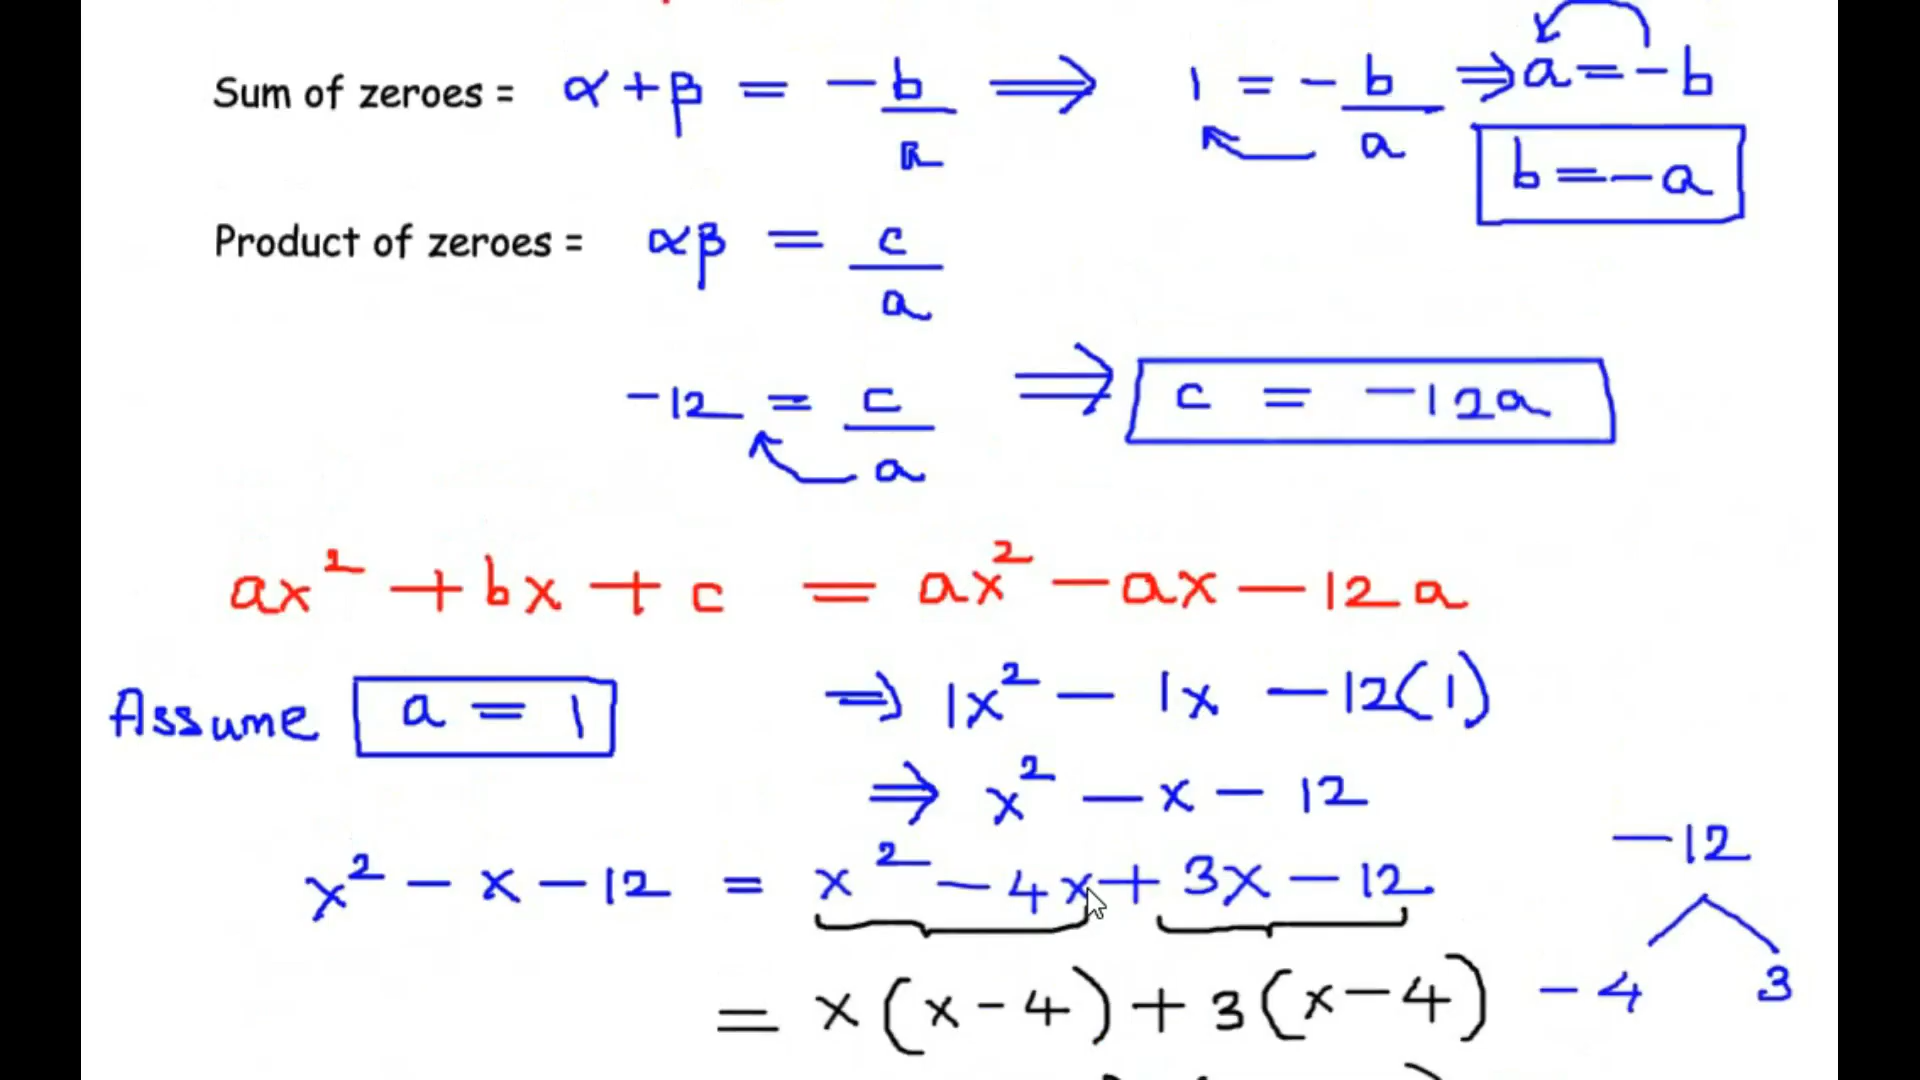 Sum of zeroes = α + β = - b/a ⟹ 1 = - b/a ⟹ a = - b
b = - a
Product of zeroes = αβ = c/a
-12 = c/a ⟹ c = -12a
ax² + bx + c = ax² - ax - 12a
Assume a = 1 ⇒ 1x² - 1x - 12(1)
⇒ x² - x - 12
-12
x² - x - 12 = x² - 4x + 3x - 12
= x(x - 4) + 3(x - 4)
-4 3